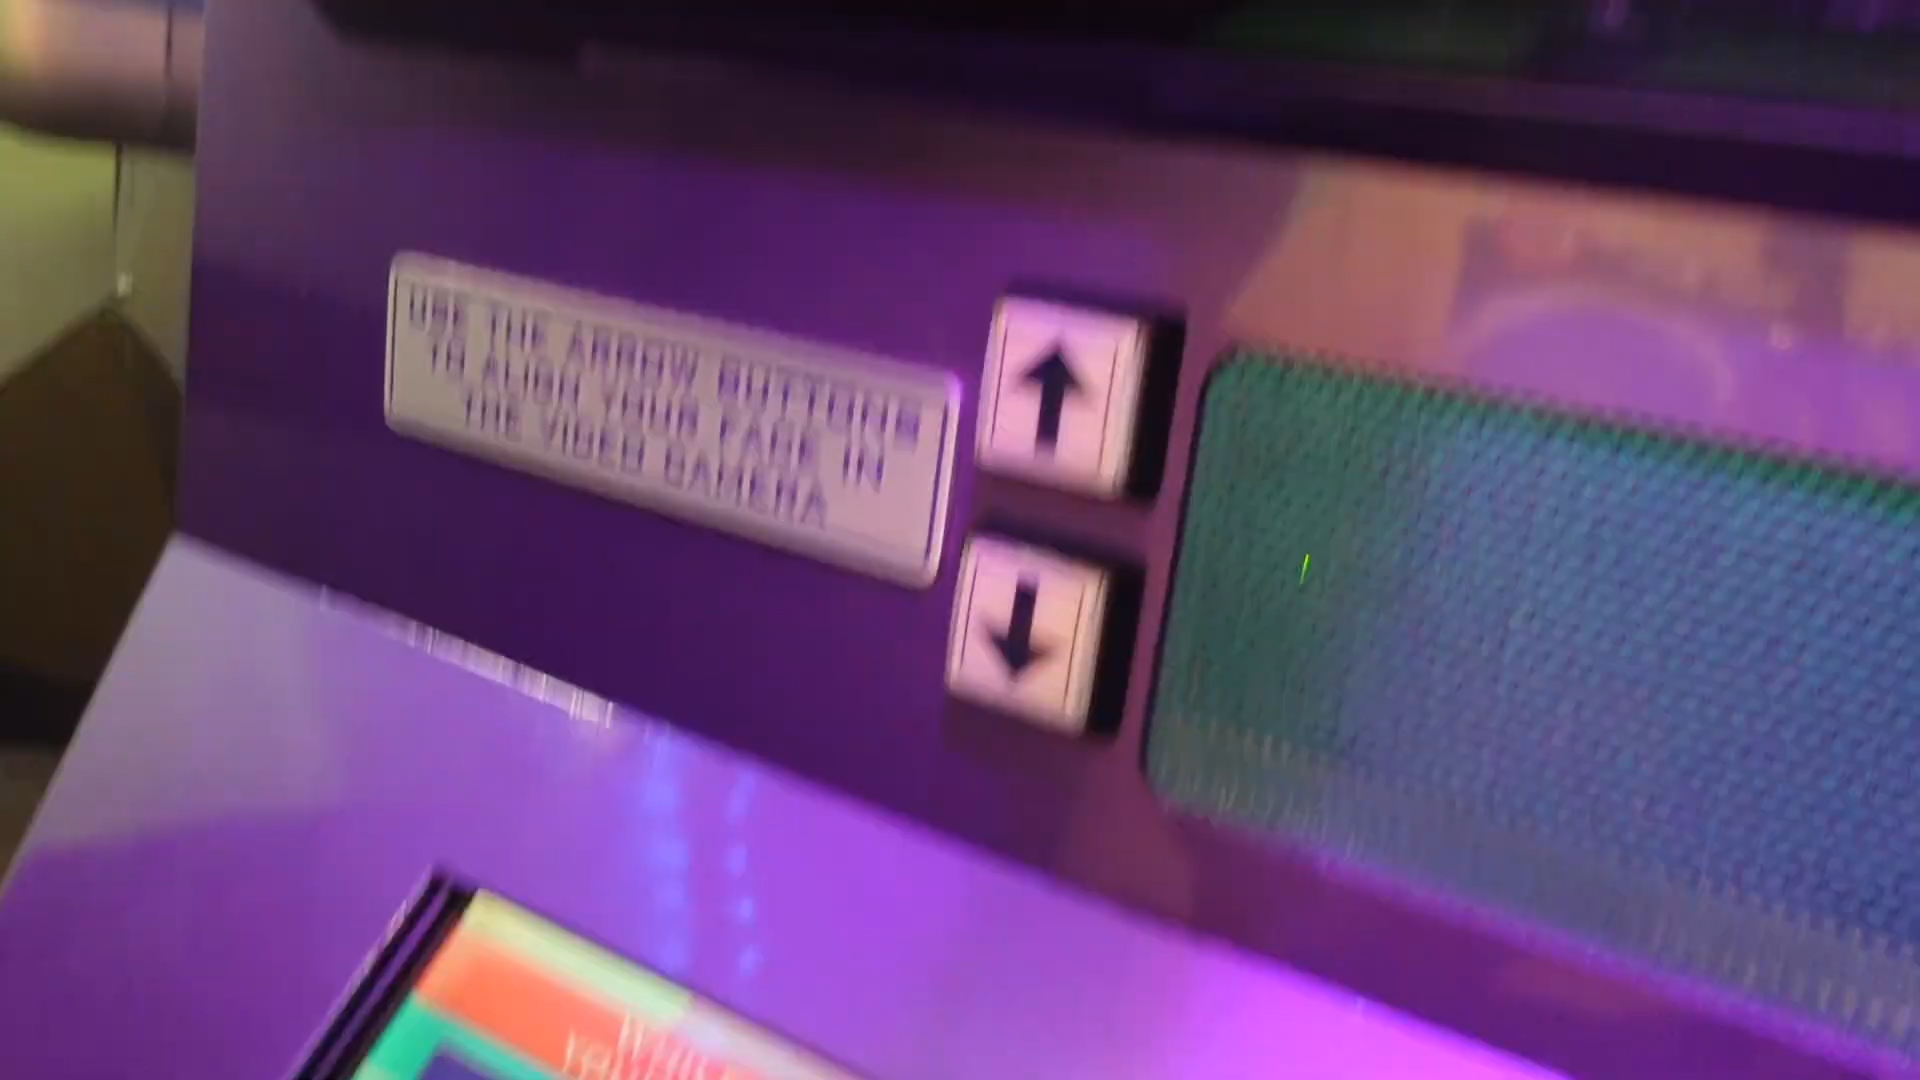 USE THE ARROW BUTTONS
TO ALIGN YOUR FACE IN
THE VIDEO CAMERA